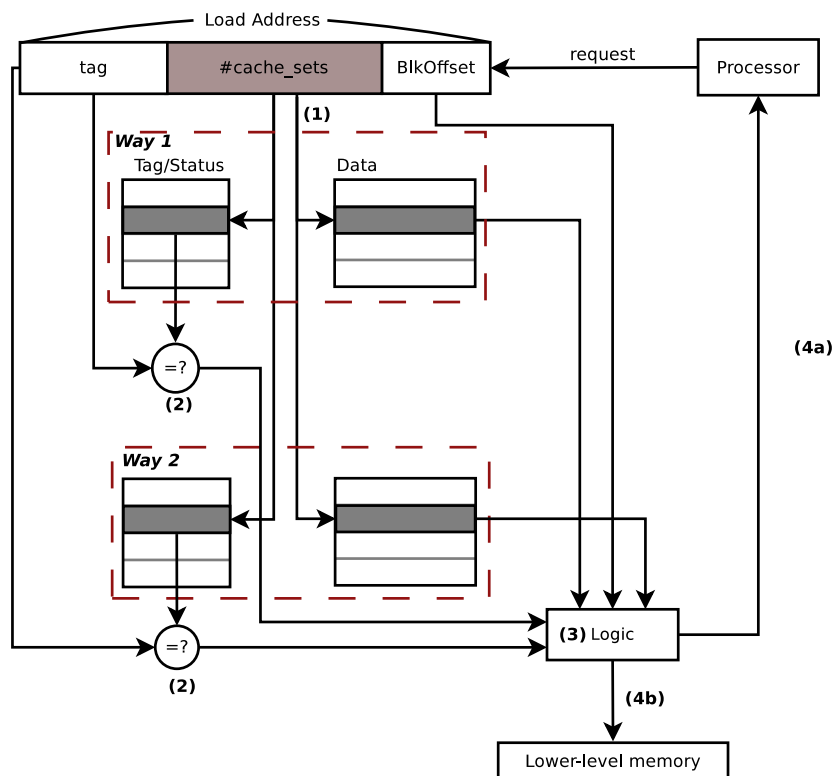 Load Address
tag
#cache_sets
BlkOffset
request
Processor
(1)
Way 1
Tag/Status
Data
(4a)
=?
(2)
Way 2
(3) Logic
=?
(2)
(4b)
Lower-level memory